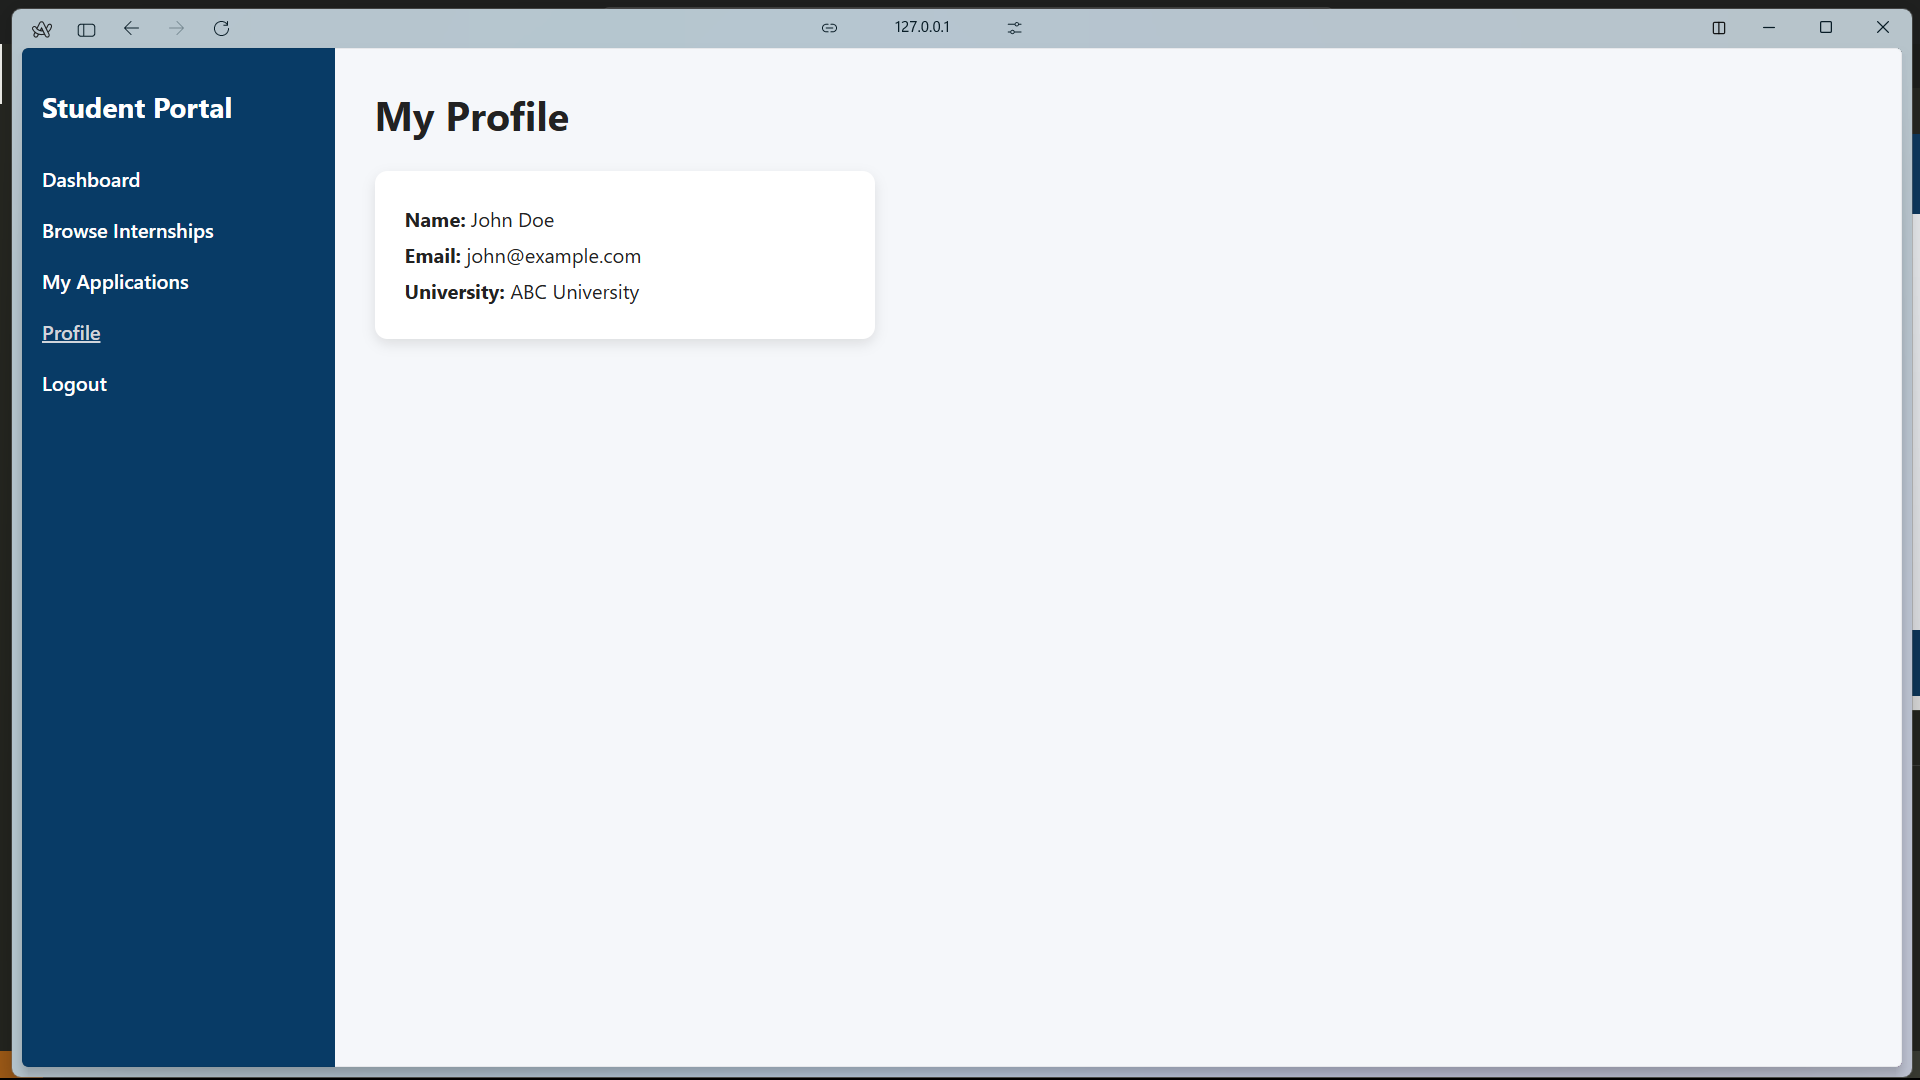 127.0.0.1
Student Portal
Dashboard
Browse Internships
My Applications
Profile
Logout
My Profile
Name: John Doe
Email: john@example.com
University: ABC University